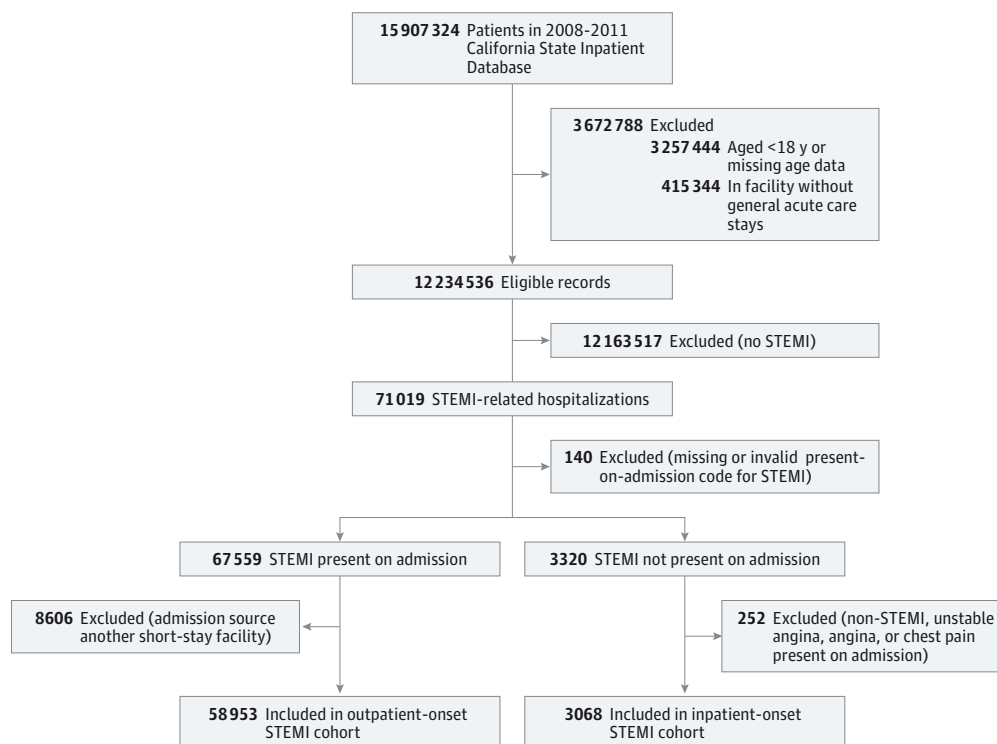 15 907 324 Patients in 2008-2011
California State Inpatient
Database
3 672 788 Excluded
3 257 444 Aged <18 y or
missing age data
415 344 In facility without
general acute care
stays
12 234 536 Eligible records
12 163 517 Excluded (no STEMI)
71 019 STEMI-related hospitalizations
140 Excluded (missing or invalid present-
on-admission code for STEMI)
67 559 STEMI present on admission
3320 STEMI not present on admission
8606 Excluded (admission source
another short-stay facility)
252 Excluded (non-STEMI, unstable
angina, angina, or chest pain
present on admission)
58 953 Included in outpatient-onset
STEMI cohort
3068 Included in inpatient-onset
STEMI cohort